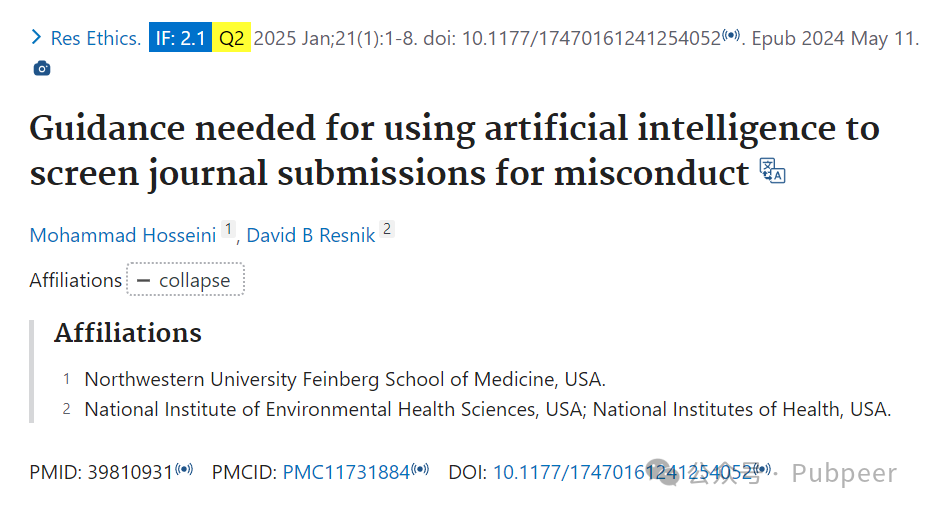 Res Ethics. IF: 2.1 Q2 2025 Jan;21(1):1-8. doi: 10.1177/17470161241254052. Epub 2024 May 11.
Guidance needed for using artificial intelligence to
screen journal submissions for misconduct
Mohammad Hosseini 1, David B Resnik 2
Affiliations — collapse
Affiliations
1 Northwestern University Feinberg School of Medicine, USA.
2 National Institute of Environmental Health Sciences, USA; National Institutes of Health, USA.
PMID: 39810931 PMCID: PMC11731884 DOI: 10.1177/17470161241254052
公众号 · Pubpeer